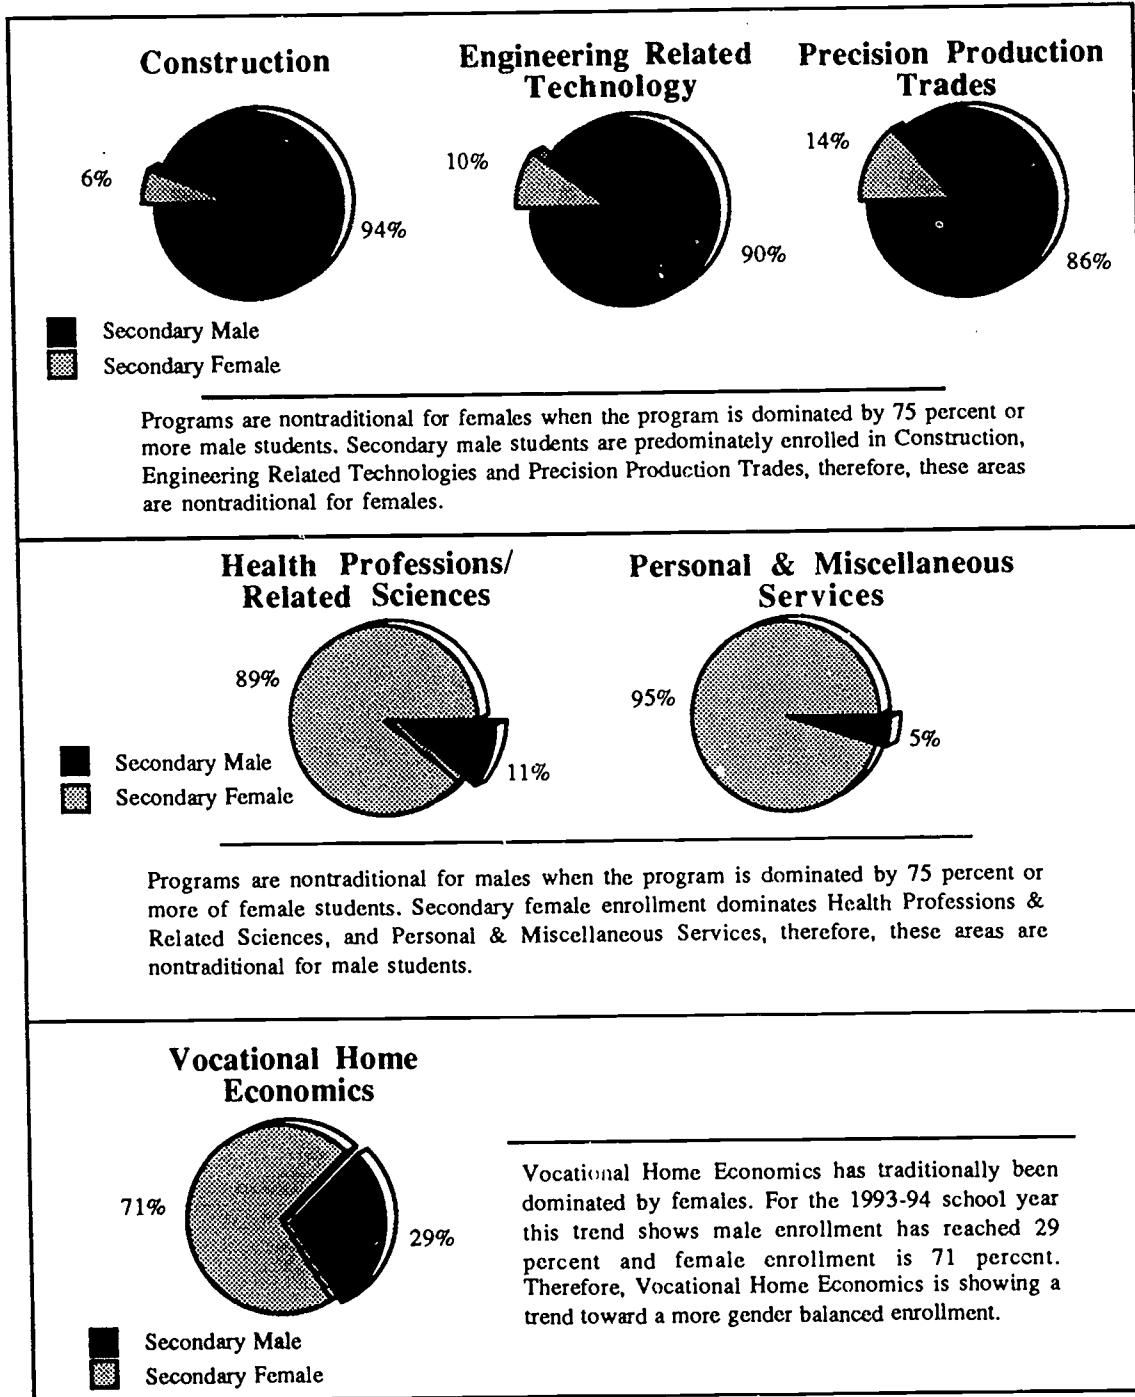 Construction
Engineering Related
Technology
Precision Production
Trades
6%
94%
10%
90%
14%
86%
Secondary Male
Secondary Female
Programs are nontraditional for females when the program is dominated by 75 percent or
more male students. Secondary male students are predominately enrolled in Construction,
Engineering Related Technologies and Precision Production Trades, therefore, these areas
are nontraditional for females.
Health Professions/
Related Sciences
Personal & Miscellaneous
Services
89%
11%
95%
5%
Secondary Male
Secondary Female
Programs are nontraditional for males when the program is dominated by 75 percent or
more of female students. Secondary female enrollment dominates Health Professions &
Related Sciences, and Personal & Miscellaneous Services, therefore, these areas are
nontraditional for male students.
Vocational Home
Economics
71%
29%
Secondary Male
Secondary Female
Vocational Home Economics has traditionally been
dominated by females. For the 1993-94 school year
this trend shows male enrollment has reached 29
percent and female enrollment is 71 percent.
Therefore, Vocational Home Economics is showing a
trend toward a more gender balanced enrollment.